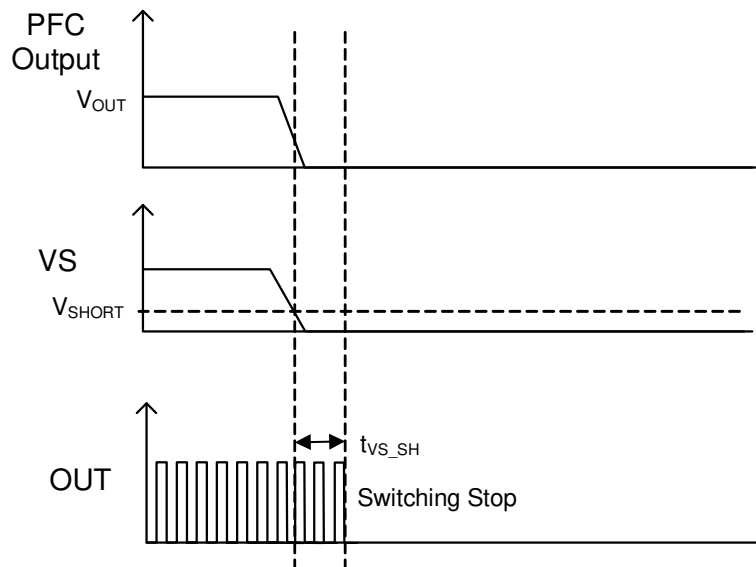 PFC
Output
VOUT
VS
VSHORT
tVS_SH
OUT
Switching Stop